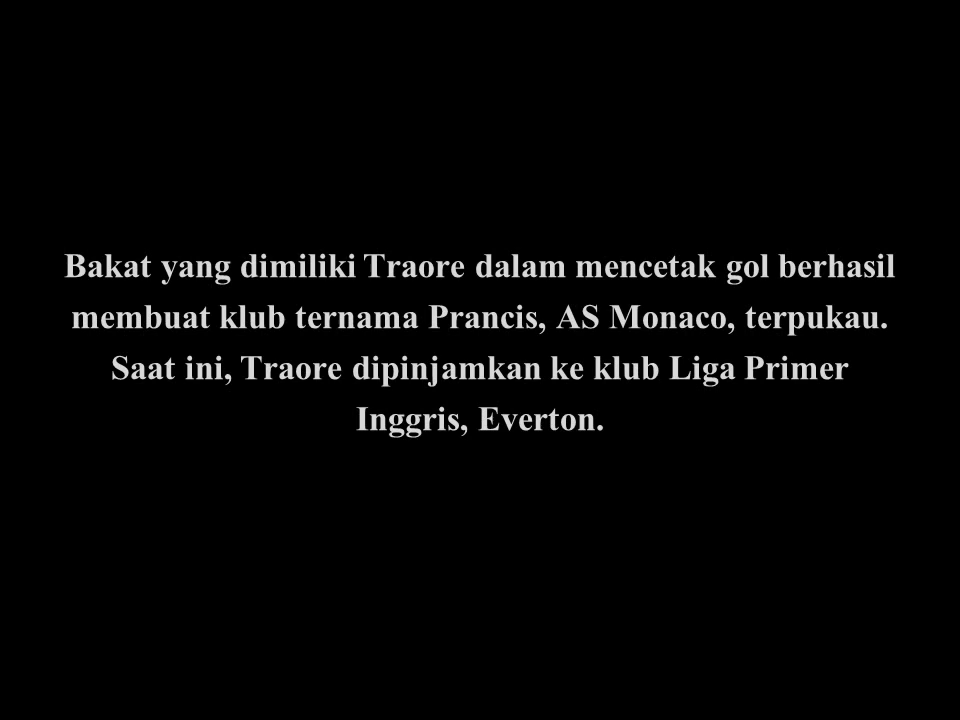 Bakat yang dimiliki Traore dalam mencetak gol berhasil
membuat klub ternama Prancis, AS Monaco, terpukau.
Saat ini, Traore dipinjamkan ke klub Liga Primer
Inggris, Everton.